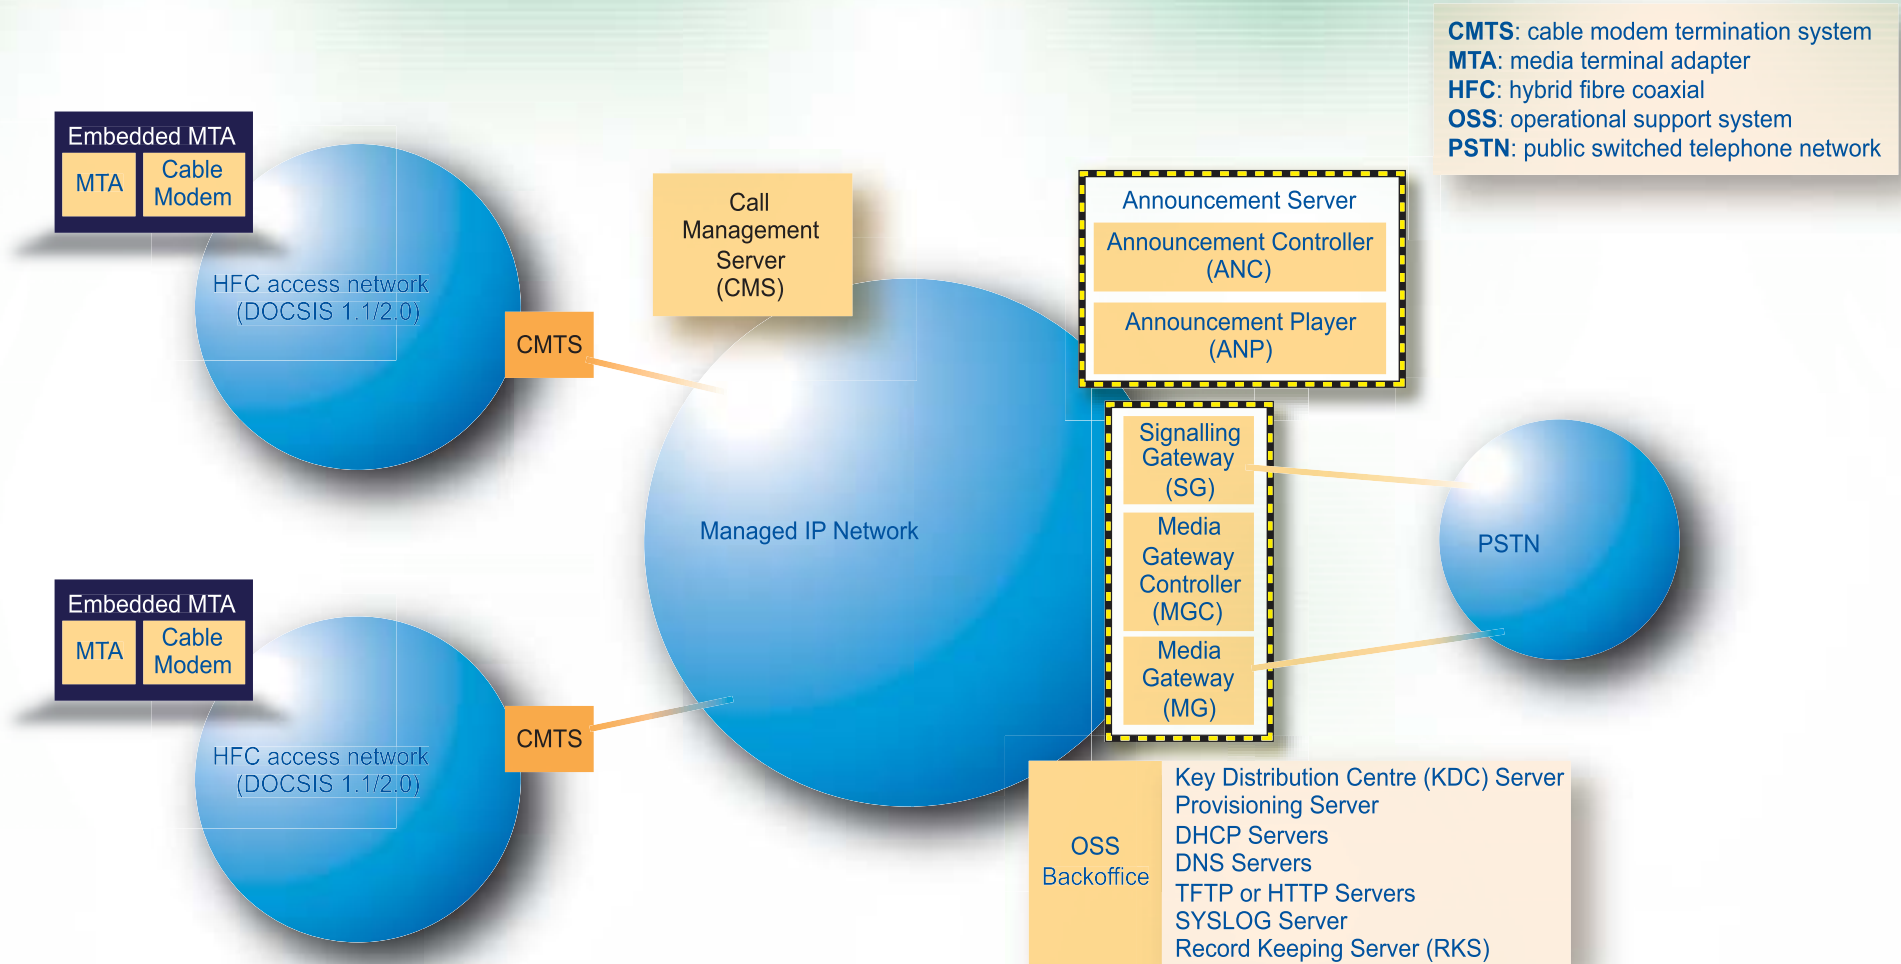 CMTS: cable modem termination system
MTA: media terminal adapter
HFC: hybrid fibre coaxial
OSS: operational support system
PSTN: public switched telephone network
Embedded MTA
MTA
Cable
Modem
HFC access network
(DOCSIS 1.1/2.0)
CMTS
Call
Management
Server
(CMS)
Announcement Server
Announcement Controller
(ANC)
Announcement Player
(ANP)
Managed IP Network
Signalling
Gateway
(SG)
Media
Gateway
Controller
(MGC)
Media
Gateway
(MG)
PSTN
Embedded MTA
MTA
Cable
Modem
HFC access network
(DOCSIS 1.1/2.0)
CMTS
OSS
Backoffice
Key Distribution Centre (KDC) Server
Provisioning Server
DHCP Servers
DNS Servers
TFTP or HTTP Servers
SYSLOG Server
Record Keeping Server (RKS)